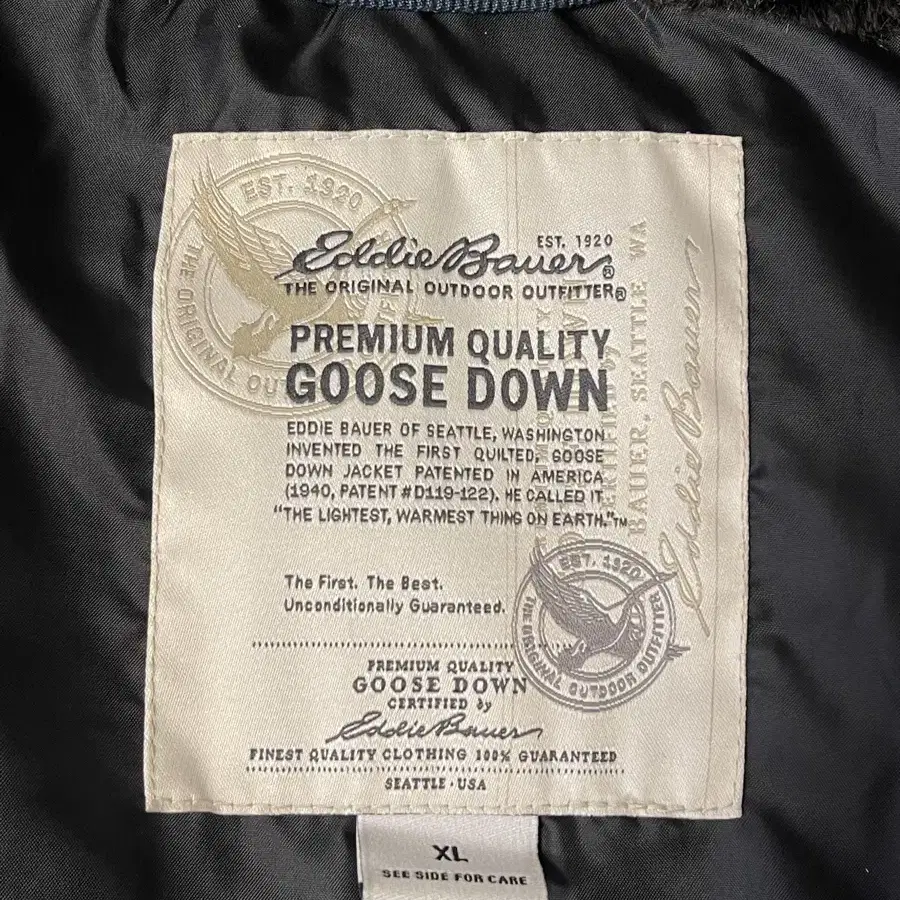 EST. 1920
THE ORIGINAL OU
Eddie Bauer® EST. 1920
THE ORIGINAL OUTDOOR OUTFITTER®
PREMIUM QUALITY
GOOSE DOWN
EDDIE BAUER OF SEATTLE, WASHINGTON
INVENTED THE FIRST QUILTED, GOOSE
DOWN JACKET PATENTED IN AMERICA
(1940, PATENT #D119-122). HE CALLED IT
"THE LIGHTEST, WARMEST THING ON EARTH."™
BAUER, SEATTLE WA
Eddie Bauer
The First. The Best.
Unconditionally Guaranteed.
EST. 1920
THE ORIGINAL OUTDOOR OUTFITTER
PREMIUM QUALITY
GOOSE DOWN
CERTIFIED by
Eddie Bauer
FINEST QUALITY CLOTHING 100% GUARANTEED
SEATTLE · USA
XL
SEE SIDE FOR CARE